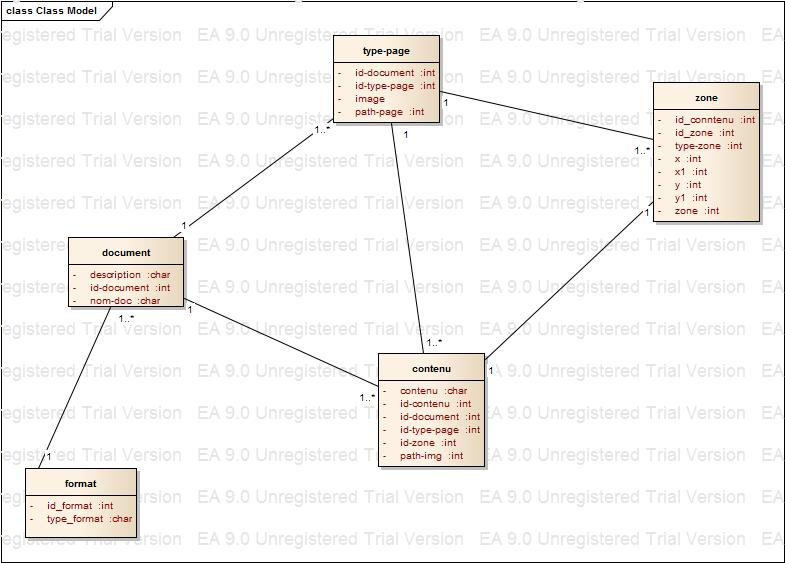 class Class Model
EA 9.0 Unregistered Trial Version
type-page
- id-document :int
- id-type-page :int
- image
- path-page :int
1
1
1..*
zone
- id_conntenu :int
- id_zone :int
- type-zone :int
- x :int
- x1 :int
- y :int
- y1 :int
- zone :int
1..*
1
document
- description :char
- id-document :int
- nom-doc :char
1
1
1..*
contenu
- contenu :char
- id-contenu :int
- id-document :int
- id-type-page :int
- id-zone :int
- path-img :int
1..*
1..*
1
format
- id_format :int
- type_format :char
1